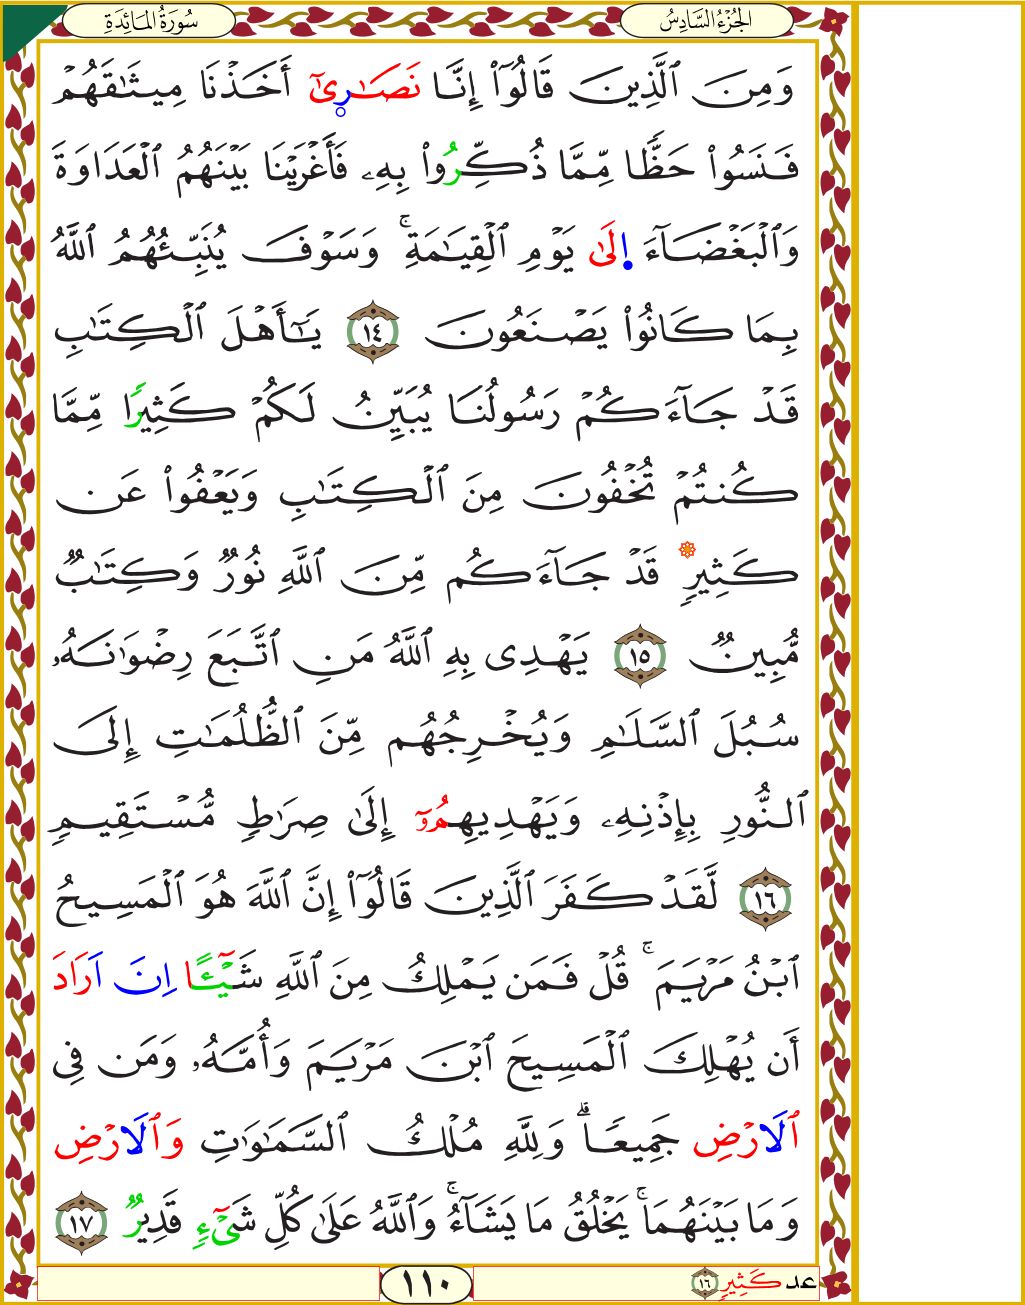 الجُزْءُ السَّادِسُ
سُورَةُ المَائِدَةِ
وَمِنَ ٱلَّذِينَ قَالُوٓاْ إِنَّا نَصَٰرِىٰٓ أَخَذْنَا مِيثَٰقَهُمْ
فَنَسُواْ حَظّٗا مِّمَّا ذُكِّرُواْ بِهِۦ فَأَغْرَيْنَا بَيْنَهُمُ ٱلْعَدَاوَةَ
وَٱلْبَغْضَآءَ اِ۪لَىٰ يَوْمِ ٱلْقِيَٰمَةِۚ وَسَوْفَ يُنَبِّئُهُمُ ٱللَّهُ
بِمَا كَانُواْ يَصْنَعُونَ ١٤ يَٰٓأَهْلَ ٱلْكِتَٰبِ
قَدْ جَآءَكُمْ رَسُولُنَا يُبَيِّنُ لَكُمْ كَثِيرٗا مِّمَّا
كُنتُمْ تُخْفُونَ مِنَ ٱلْكِتَٰبِ وَيَعْفُواْ عَن
كَثِيرٖ قَدْ جَآءَكُم مِّنَ ٱللَّهِ نُورٞ وَكِتَٰبٞ
مُّبِينٞ ١٥ يَهْدِى بِهِ ٱللَّهُ مَنِ ٱتَّبَعَ رِضْوَٰنَهُۥ
سُبُلَ ٱلسَّلَٰمِ وَيُخْرِجُهُم مِّنَ ٱلظُّلُمَٰتِ إِلَى
ٱلنُّورِ بِإِذْنِهِۦ وَيَهْدِيهِمُۥٓ إِلَىٰ صِرَٰطٖ مُّسْتَقِيمٖ
١٦ لَّقَدْ كَفَرَ ٱلَّذِينَ قَالُوٓاْ إِنَّ ٱللَّهَ هُوَ ٱلْمَسِيحُ
ٱبْنُ مَرْيَمَۚ قُلْ فَمَن يَمْلِكُ مِنَ ٱللَّهِ شَيْـًٔا اِنَ اَرَادَ
أَن يُهْلِكَ ٱلْمَسِيحَ ٱبْنَ مَرْيَمَ وَأُمَّهُۥ وَمَن فِى
ٱلَارْضِ جَمِيعٗاۗ وَلِلَّهِ مُلْكُ ٱلسَّمَٰوَٰتِ وَٱلَارْضِ
وَمَا بَيْنَهُمَاۚ يَخْلُقُ مَا يَشَآءُۚ وَٱللَّهُ عَلَىٰ كُلِّ شَىْءٖ قَدِيرٞ ١٧
عد كَثِيرٖ ١٦
١١٠